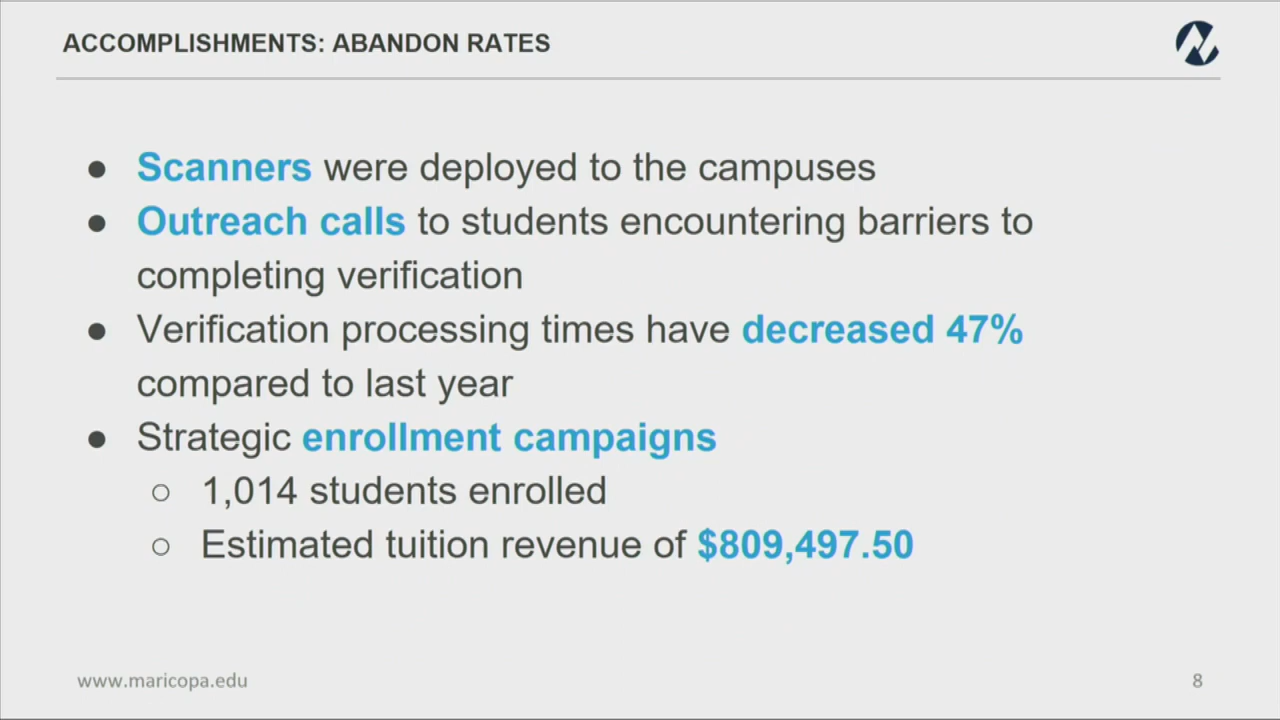 ACCOMPLISHMENTS: ABANDON RATES
● Scanners were deployed to the campuses
● Outreach calls to students encountering barriers to
completing verification
● Verification processing times have decreased 47%
compared to last year
● Strategic enrollment campaigns
○ 1,014 students enrolled
○ Estimated tuition revenue of $809,497.50
www.maricopa.edu
8